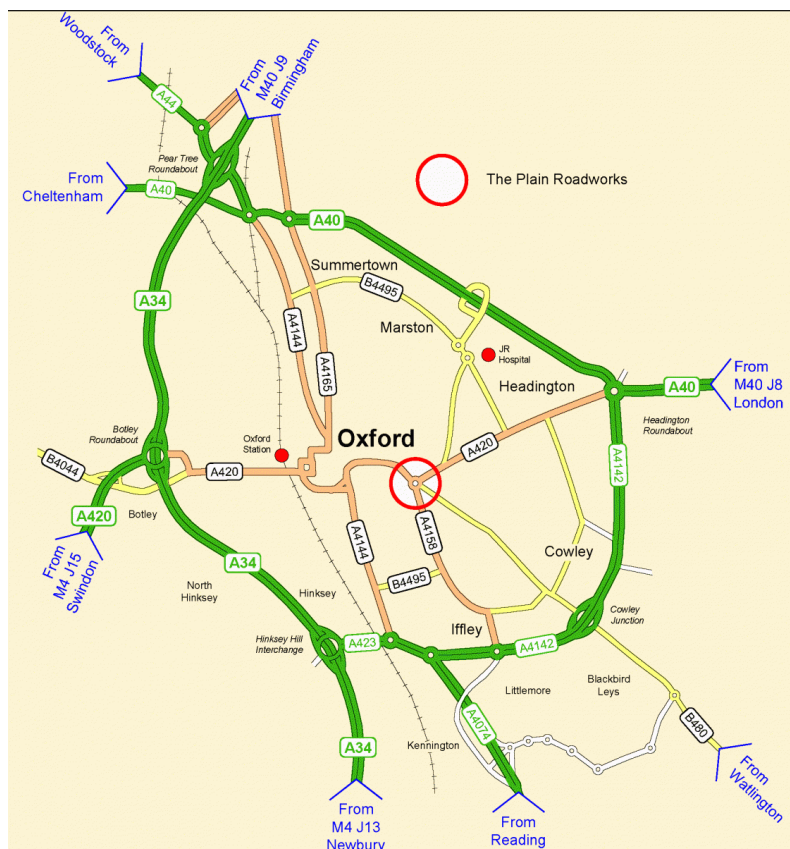 From
Woodstock
From
M40 J9
Birmingham
A44
Pear Tree
Roundabout
From
Cheltenham
A40
The Plain Roadworks
A40
Summertown
B4495
A34
Marston
A4144
A4165
JR
Hospital
Headington
A40
From
M40 J8
London
Headington
Roundabout
Botley
Roundabout
Oxford
Station
Oxford
A420
B4044
A420
A4142
A420
Botley
A4144
A4158
From
M4 J15
Swindon
A34
Cowley
B4495
North
Hinksey
Hinksey
Cowley
Junction
Hinksey Hill
Interchange
A423
Iffley
A4142
Littlemore
Blackbird
Leys
A4074
B480
A34
Kennington
From
Watlington
From
M4 J13
Newbury
From
Reading